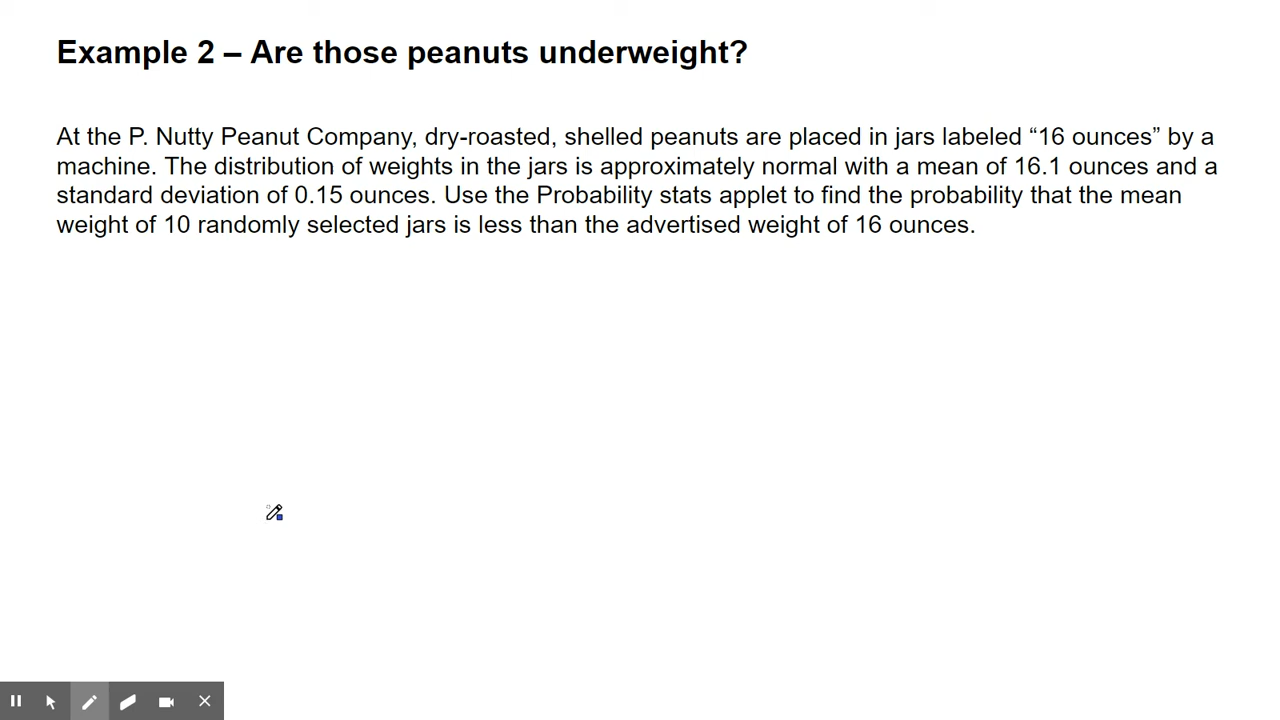 Example 2 – Are those peanuts underweight?
At the P. Nutty Peanut Company, dry-roasted, shelled peanuts are placed in jars labeled “16 ounces” by a
machine. The distribution of weights in the jars is approximately normal with a mean of 16.1 ounces and a
standard deviation of 0.15 ounces. Use the Probability stats applet to find the probability that the mean
weight of 10 randomly selected jars is less than the advertised weight of 16 ounces.